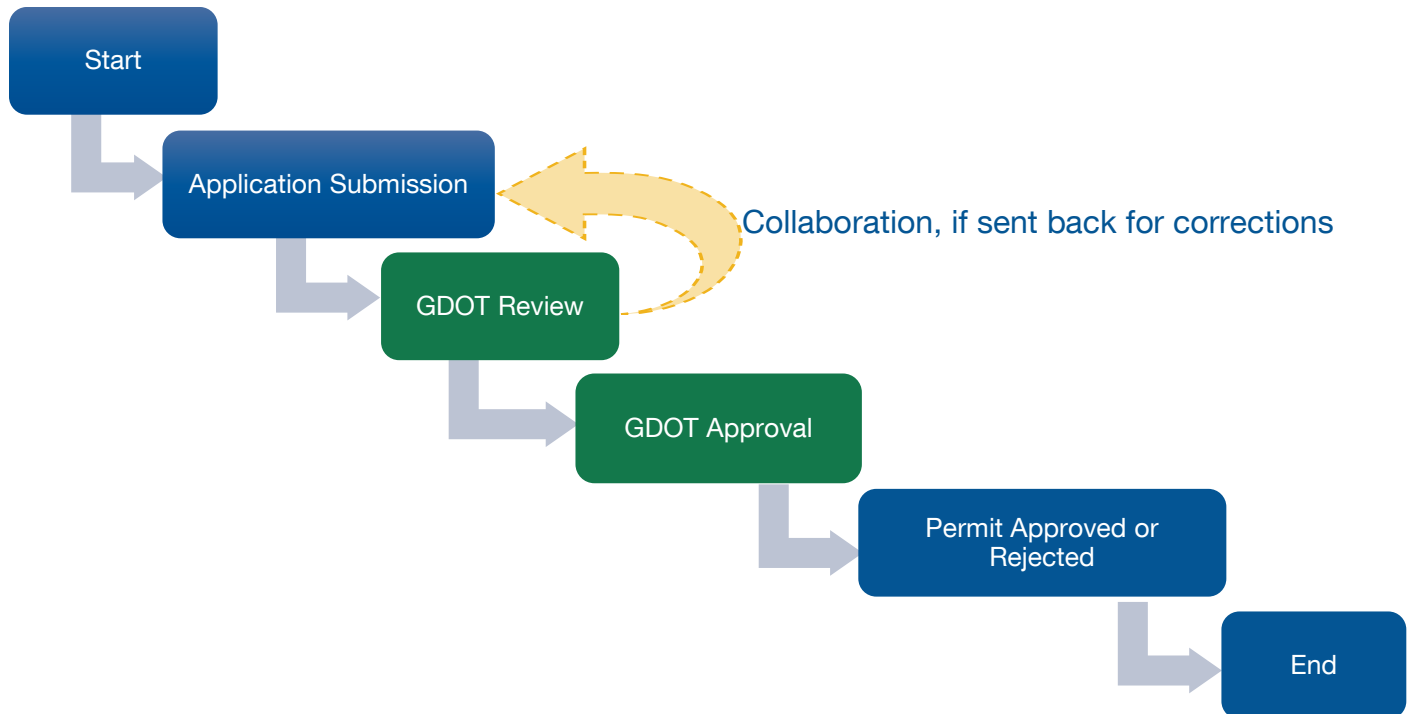 Start
Application Submission
Collaboration, if sent back for corrections
GDOT Review
GDOT Approval
Permit Approved or
Rejected
End